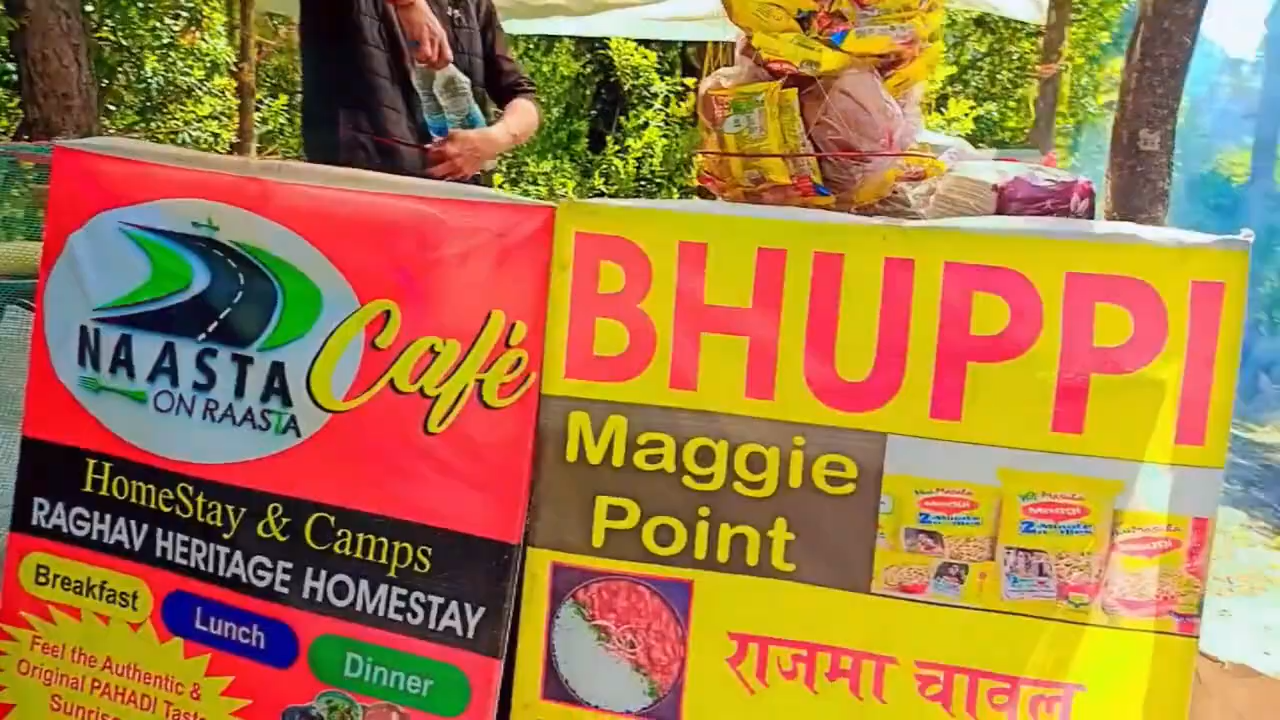 NAASTA
ON RAASTA
Café
HomeStay & Camps
RAGHAV HERITAGE HOMESTAY
Breakfast
Lunch
Dinner
Feel the Authentic &
Original PAHADI Taste
BHUPPI
Maggie
Point
राजमा चावल